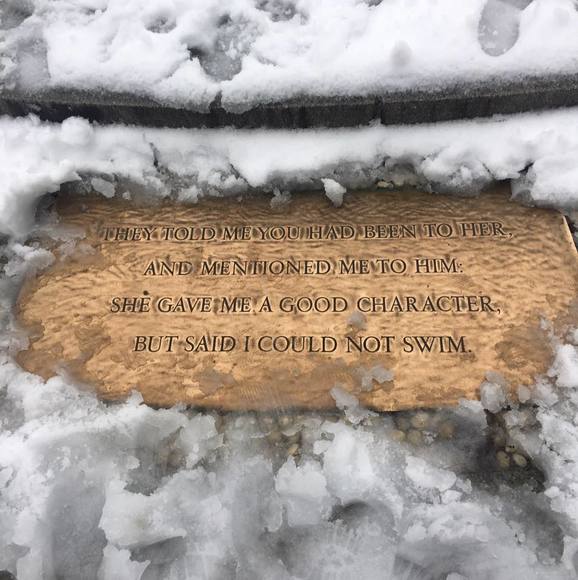 THEY TOLD ME YOU HAD BEEN TO HER,
AND MENTIONED ME TO HIM:
SHE GAVE ME A GOOD CHARACTER,
BUT SAID I COULD NOT SWIM.